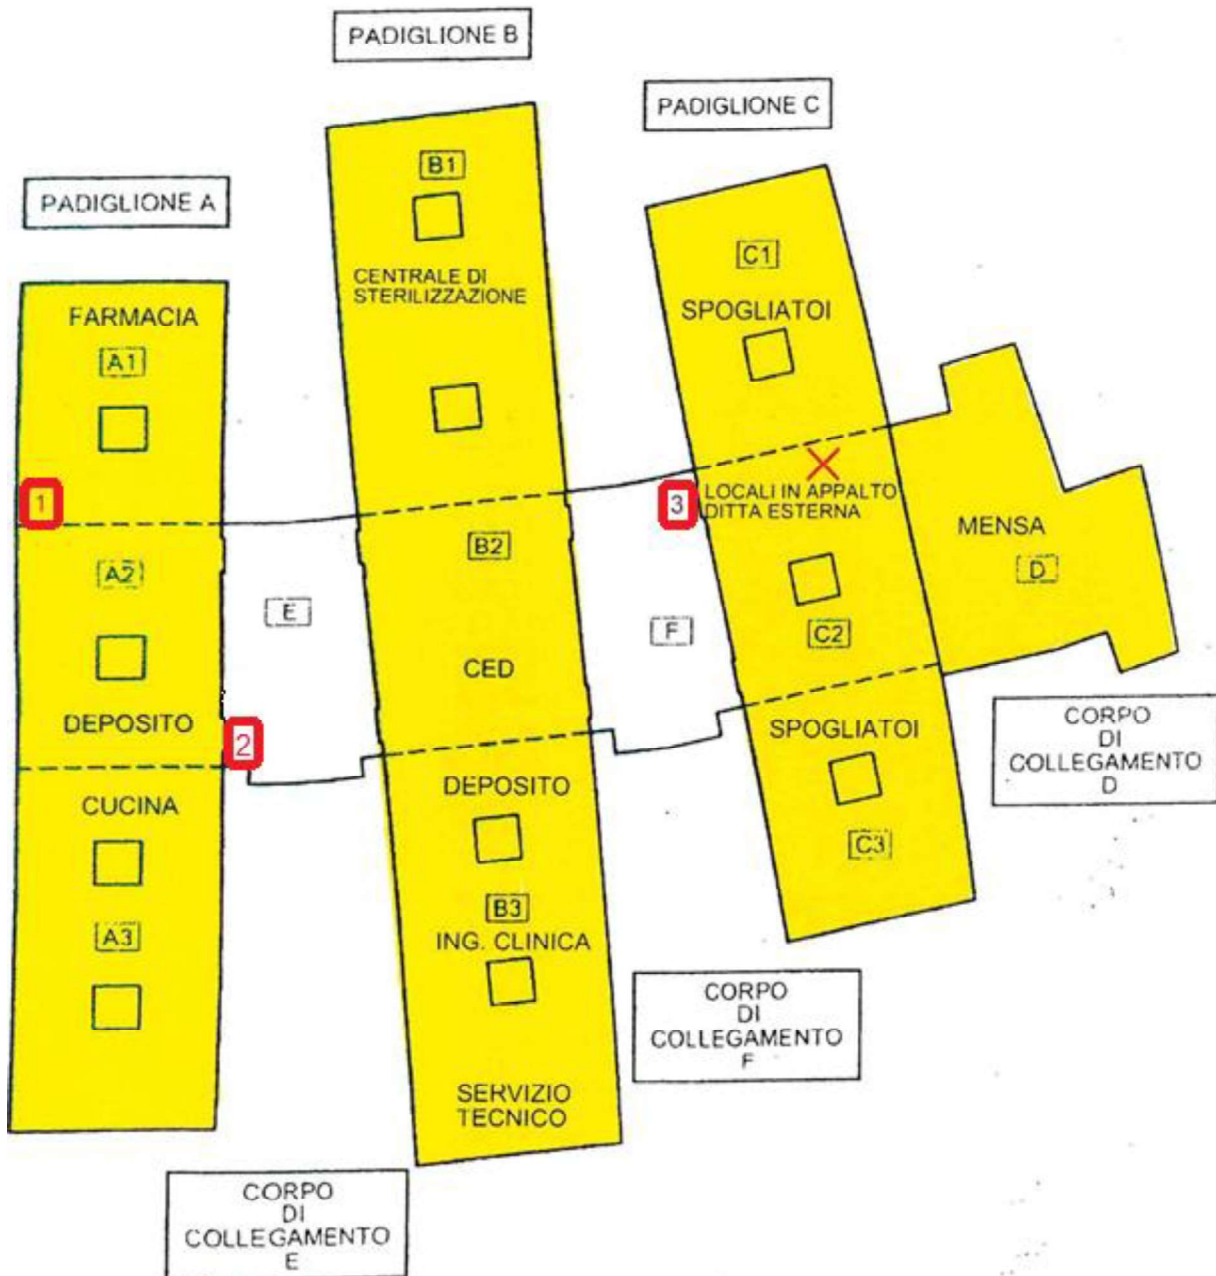 PADIGLIONE B
PADIGLIONE C
PADIGLIONE A
B1
CENTRALE DI
STERILIZZAZIONE
C1
SPOGLIATOI
FARMACIA
A1
1
3
LOCALI IN APPALTO
DITTA ESTERNA
MENSA
D
A2
B2
E
F
C2
CED
DEPOSITO
2
SPOGLIATOI
CORPO
DI
COLLEGAMENTO
D
CUCINA
DEPOSITO
C3
A3
B3
ING. CLINICA
CORPO
DI
COLLEGAMENTO
F
SERVIZIO
TECNICO
CORPO
DI
COLLEGAMENTO
E